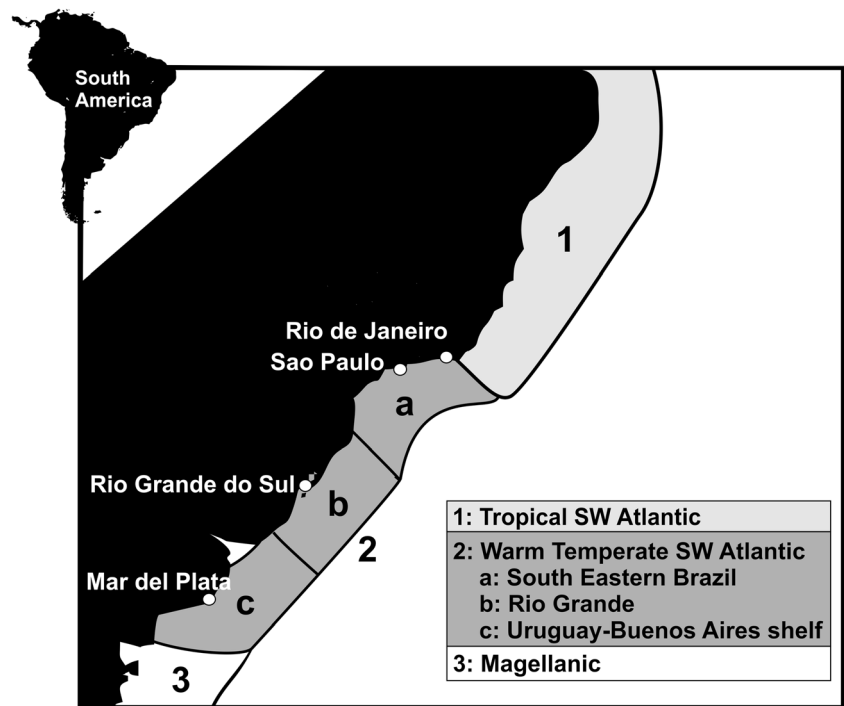 South
America
1
Rio de Janeiro
Sao Paulo
a
Rio Grande do Sul
b
2
Mar del Plata
c
3
1: Tropical SW Atlantic
2: Warm Temperate SW Atlantic
a: South Eastern Brazil
b: Rio Grande
c: Uruguay-Buenos Aires shelf
3: Magellanic